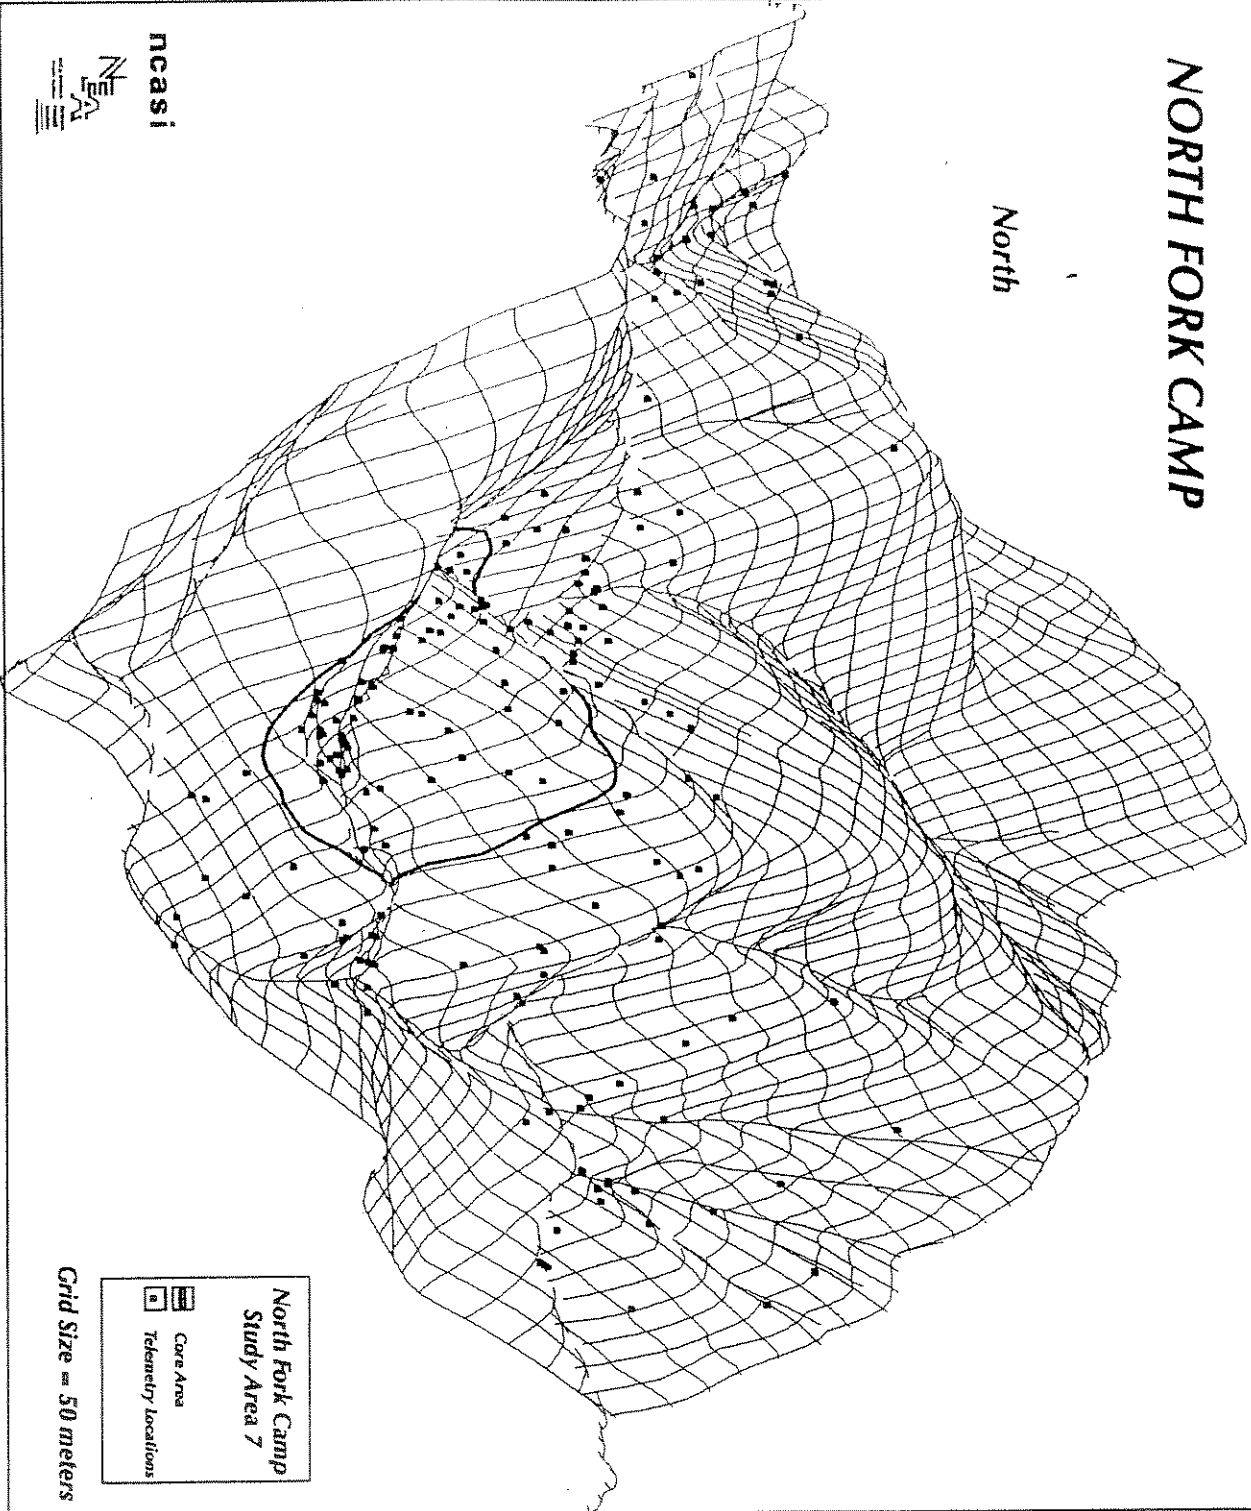 NORTH FORK CAMP
North
ncasi
North Fork Camp
Study Area 7
Core Area
Telemetry Locations
Grid Size = 50 meters